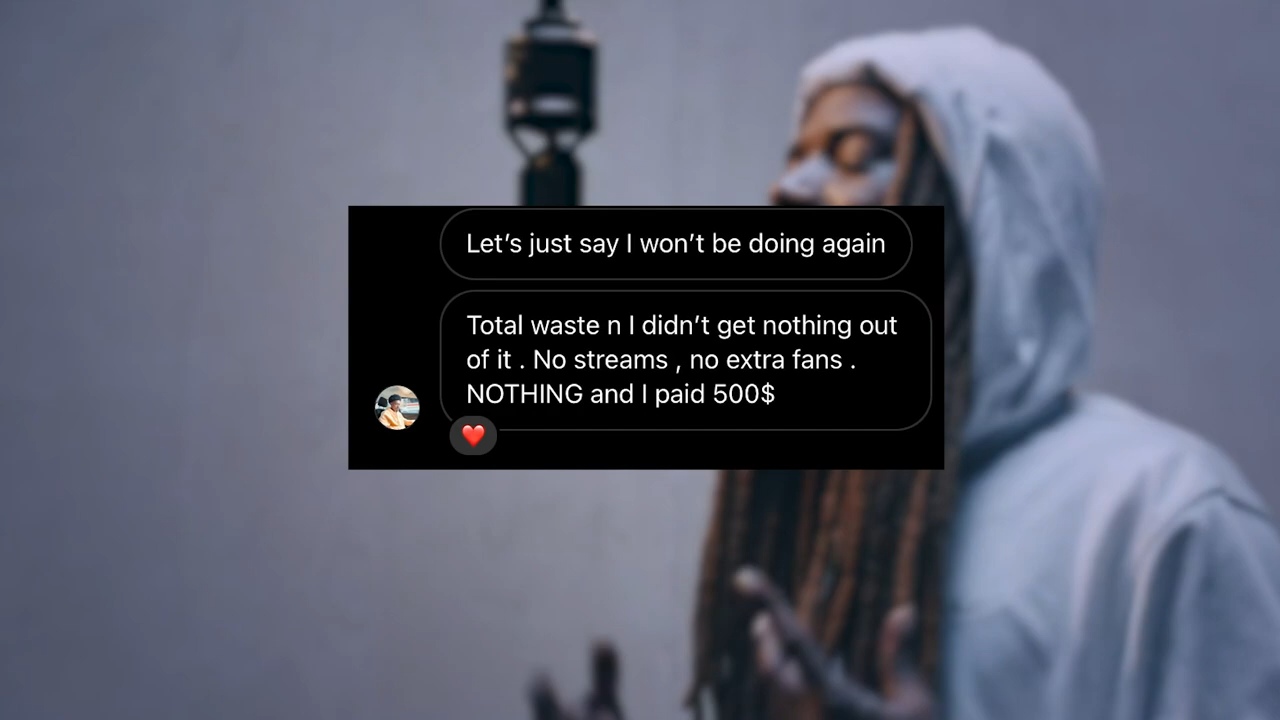 Let’s just say I won’t be doing again
Total waste n I didn’t get nothing out
of it . No streams , no extra fans .
NOTHING and I paid 500$